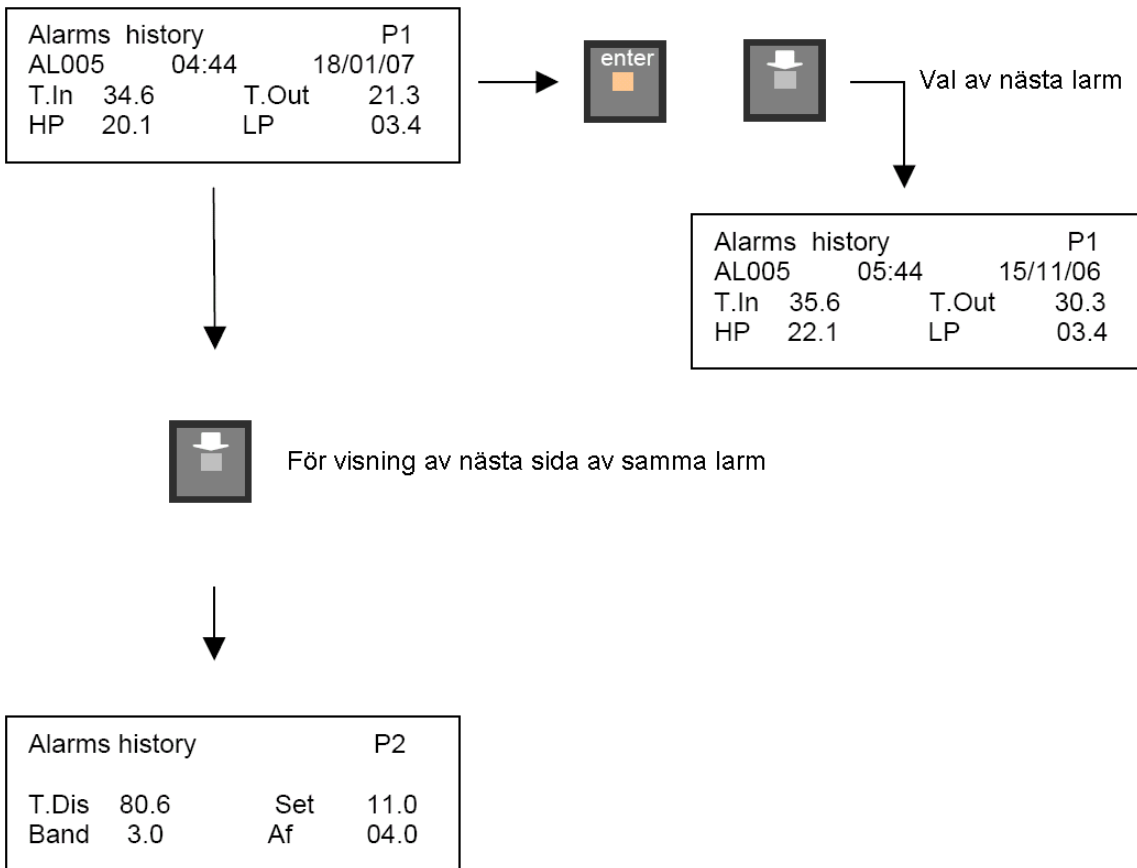 Alarms history P1
AL005 04:44 18/01/07
T.In 34.6 T.Out 21.3
HP 20.1 LP 03.4
enter
Val av nästa larm
Alarms history P1
AL005 05:44 15/11/06
T.In 35.6 T.Out 30.3
HP 22.1 LP 03.4
För visning av nästa sida av samma larm
Alarms history P2
T.Dis 80.6 Set 11.0
Band 3.0 Af 04.0